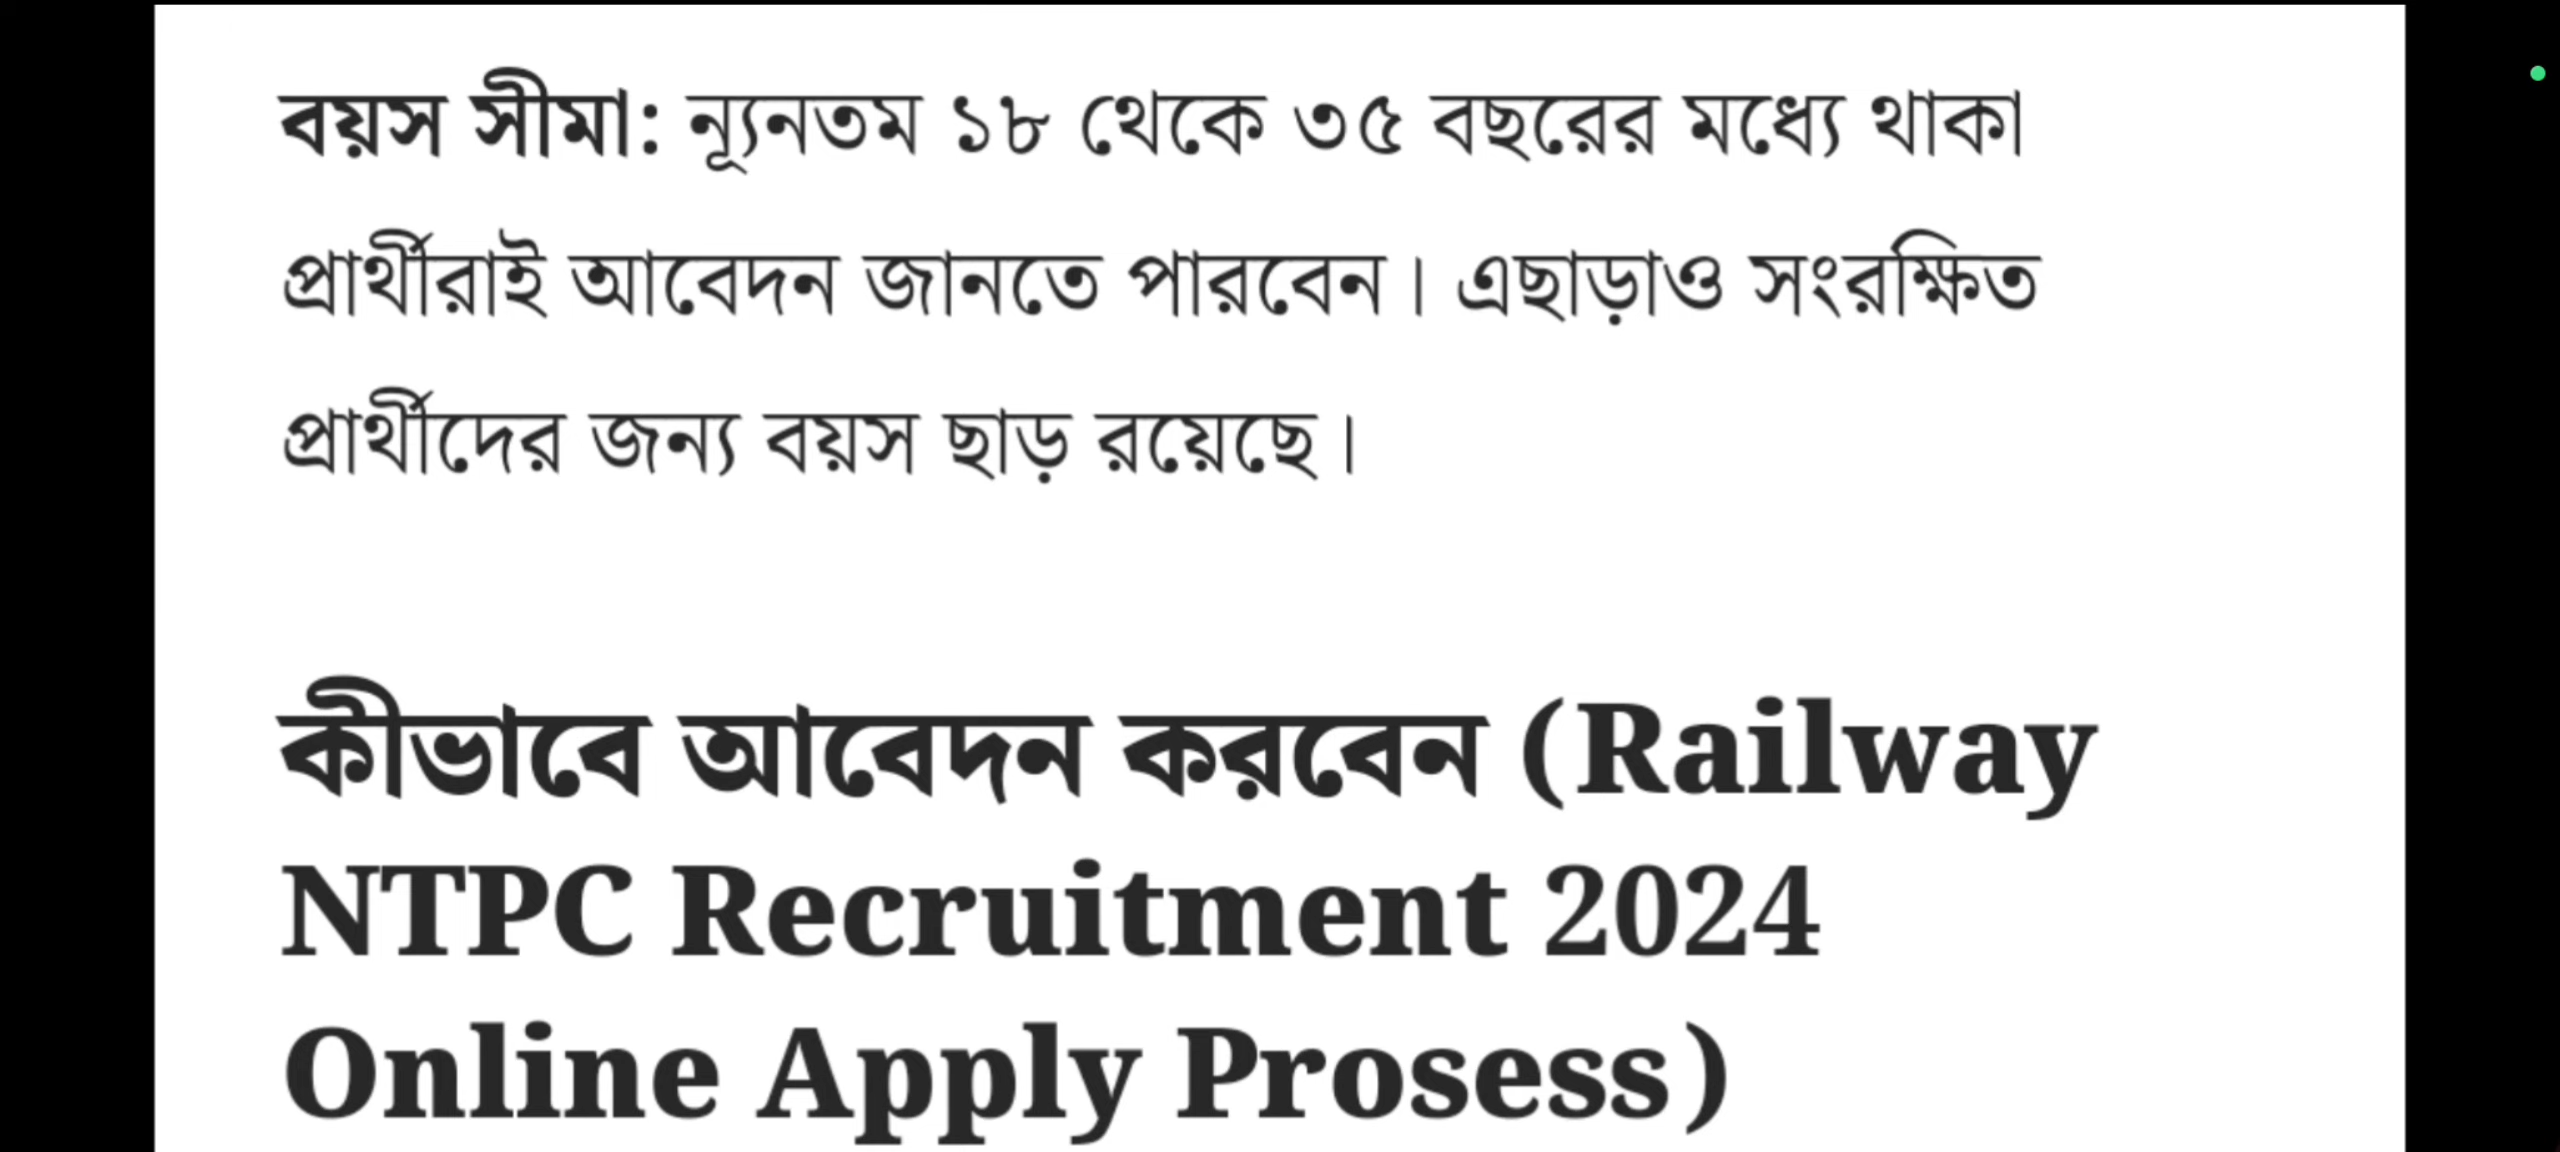 বয়স সীমা: ন্যূনতম ১৮ থেকে ৩৫ বছরের মধ্যে থাকা
প্রার্থীরাই আবেদন জানতে পারবেন। এছাড়াও সংরক্ষিত
প্রার্থীদের জন্য বয়স ছাড় রয়েছে।
কীভাবে আবেদন করবেন (Railway
NTPC Recruitment 2024
Online Apply Prosess)